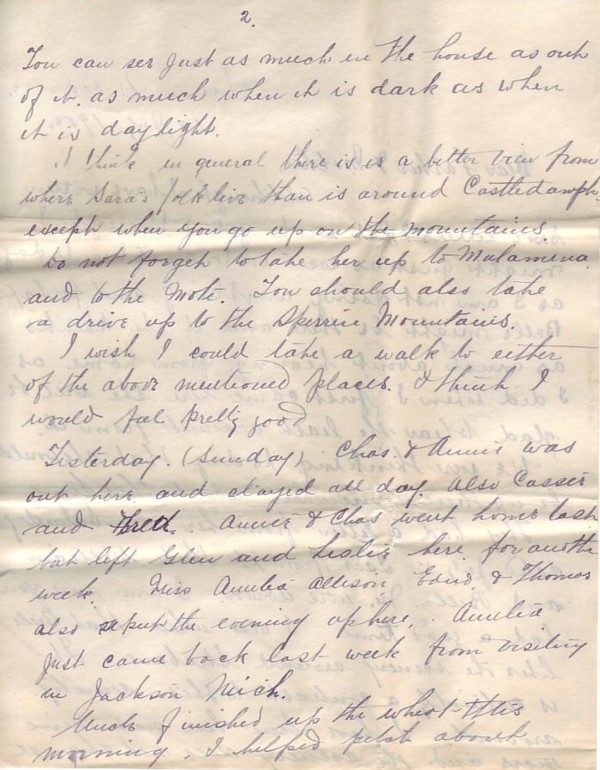 2.
You can see just as much in the house as out
of it. as much when it is dark as when
it is daylight.
I think in general there is is a better view from
where Sara's folk live than is around Castledamph.
except when you go up on the mountains
Do not forget to take her up to Mulamena
and to the Mote. You should also take
a drive up to the Sperrin Mountains.
I wish I could take a walk to either
of the above mentioned places. I think I
would feel pretty good
Yesterday. (Sunday). Chas. & Annie was
out here and stayed all day. Also Cassie
and Fred. Annie & Chas went home last
but left Glen and Leslie here. for another
week. Miss Amelia Allison & Thomas
also spent the evening up here. Amelia
just came back last week from visiting
in Jackson Mich.
Uncle finished up the wheat this
morning. I helped pitch about